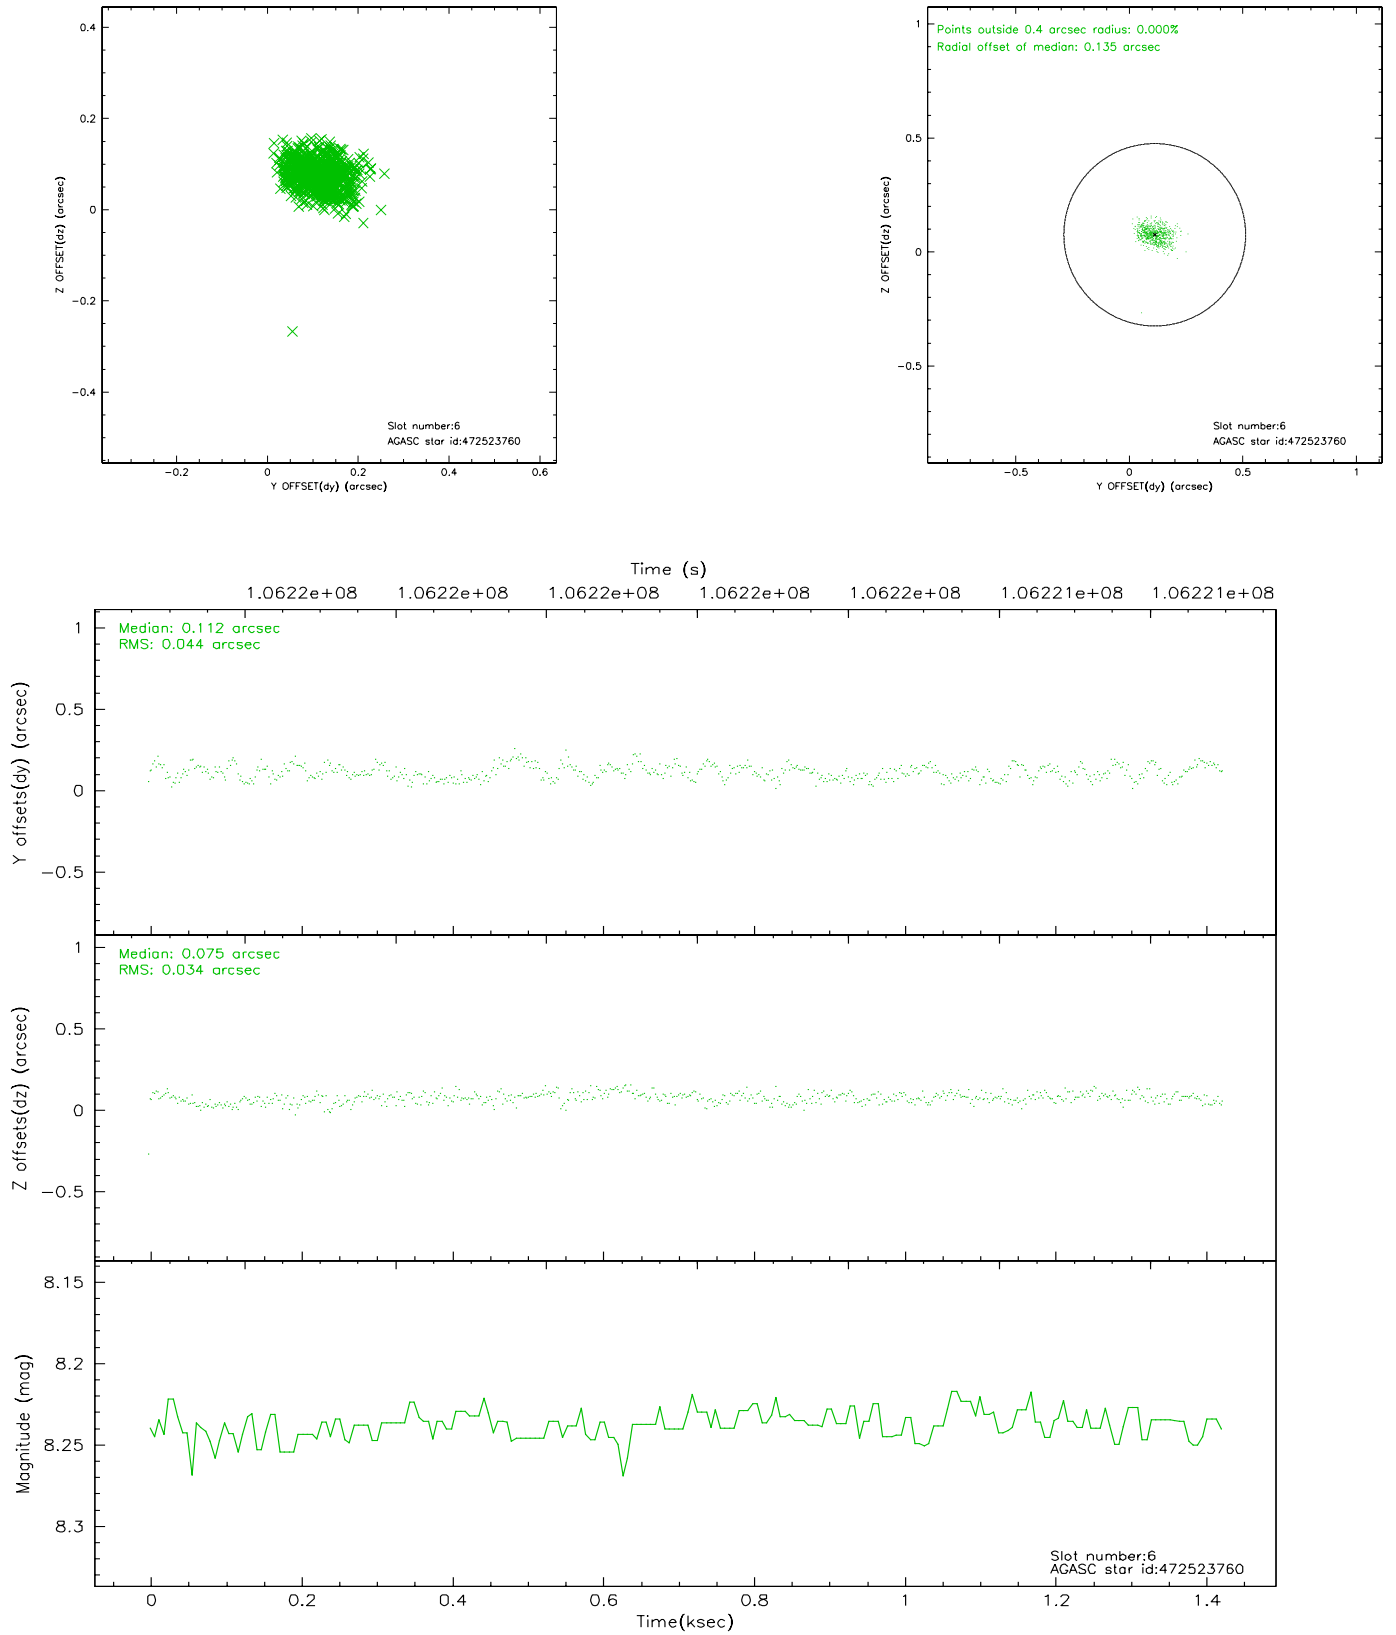 0.4
0.2
0
−0.2
−0.4
Z OFFSET(dz) (arcsec)
Slot number:6
AGASC star id:472523760
−0.2 0 0.2 0.4 0.6
Y OFFSET(dy) (arcsec)
Points outside 0.4 arcsec radius: 0.000%
Radial offset of median: 0.135 arcsec
1
0.5
0
−0.5
Z OFFSET(dz) (arcsec)
Slot number:6
AGASC star id:472523760
−0.5 0 0.5 1
Y OFFSET(dy) (arcsec)
Time (s)
1.0622e+08 1.0622e+08 1.0622e+08 1.0622e+08 1.0622e+08 1.06221e+08 1.06221e+08
Median: 0.112 arcsec
RMS: 0.044 arcsec
1
0.5
0
−0.5
Y offsets(dy) (arcsec)
Median: 0.075 arcsec
RMS: 0.034 arcsec
1
0.5
0
−0.5
Z offsets(dz) (arcsec)
8.15
8.2
8.25
8.3
Magnitude (mag)
Slot number:6
AGASC star id:472523760
0 0.2 0.4 0.6 0.8 1 1.2 1.4
Time(ksec)